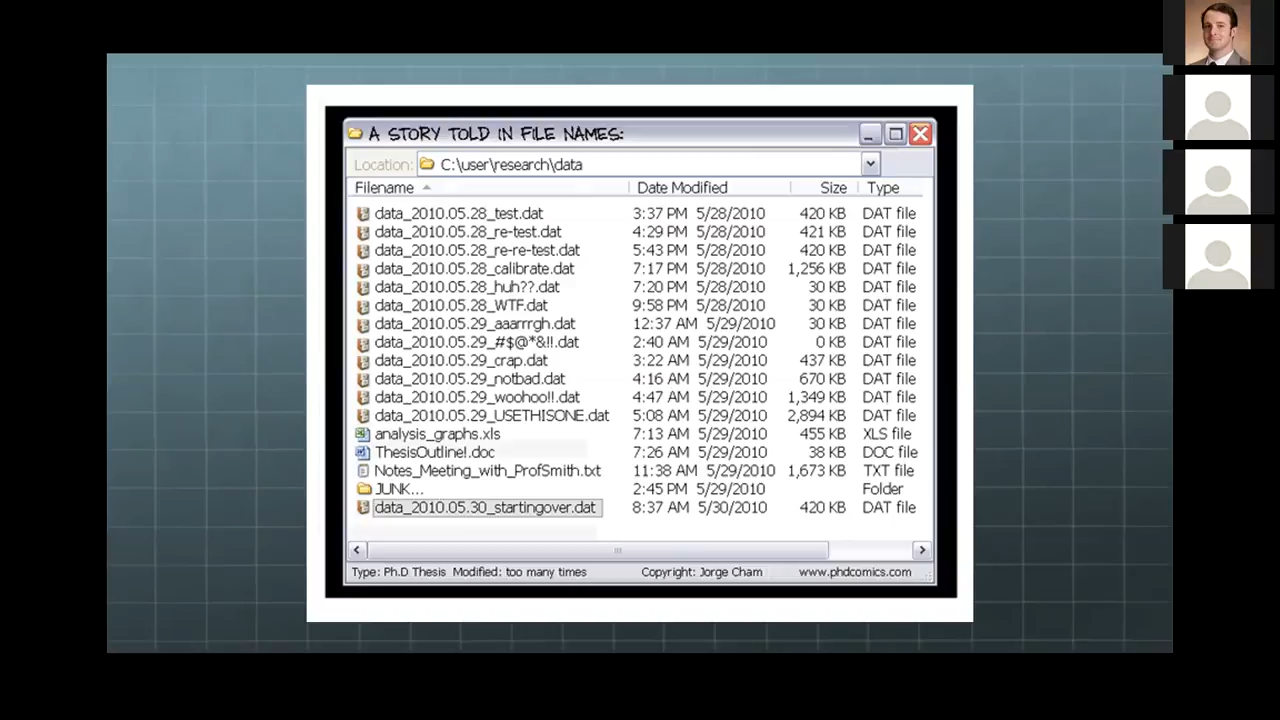 A STORY TOLD IN FILE NAMES:
Location: C:\user\research\data
Filename Date Modified Size Type
data_2010.05.28_test.dat 3:37 PM 5/28/2010 420 KB DAT file
data_2010.05.28_re-test.dat 4:29 PM 5/28/2010 421 KB DAT file
data_2010.05.28_re-re-test.dat 5:43 PM 5/28/2010 420 KB DAT file
data_2010.05.28_calibrate.dat 7:17 PM 5/28/2010 1,256 KB DAT file
data_2010.05.28_huh??.dat 7:20 PM 5/28/2010 30 KB DAT file
data_2010.05.28_WTF.dat 9:58 PM 5/28/2010 30 KB DAT file
data_2010.05.29_aaarrrgh.dat 12:37 AM 5/29/2010 30 KB DAT file
data_2010.05.29_#$@*&!!.dat 2:40 AM 5/29/2010 0 KB DAT file
data_2010.05.29_crap.dat 3:22 AM 5/29/2010 437 KB DAT file
data_2010.05.29_notbad.dat 4:16 AM 5/29/2010 670 KB DAT file
data_2010.05.29_woohoo!!.dat 4:47 AM 5/29/2010 1,349 KB DAT file
data_2010.05.29_USETHISONE.dat 5:08 AM 5/29/2010 2,894 KB DAT file
analysis_graphs.xls 7:13 AM 5/29/2010 455 KB XLS file
ThesisOutline!.doc 7:26 AM 5/29/2010 38 KB DOC file
Notes_Meeting_with_ProfSmith.txt 11:38 AM 5/29/2010 1,673 KB TXT file
JUNK... 2:45 PM 5/29/2010 Folder
data_2010.05.30_startingover.dat 8:37 AM 5/30/2010 420 KB DAT file
Type: Ph.D Thesis Modified: too many times Copyright: Jorge Cham www.phdcomics.com